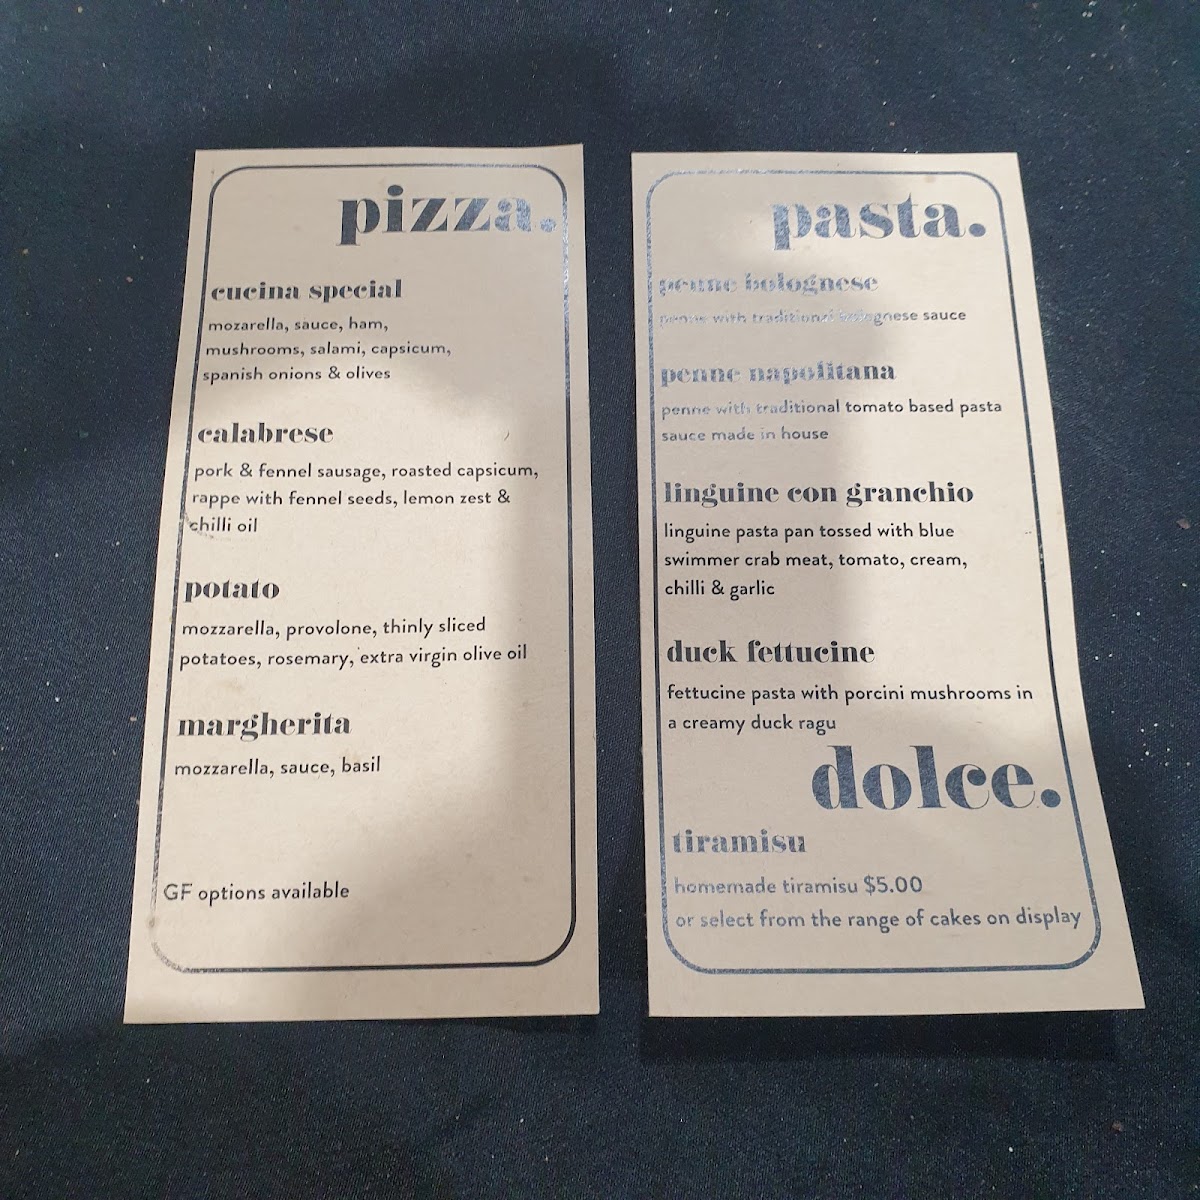 pizza.
cucina special
mozarella, sauce, ham,
mushrooms, salami, capsicum,
spanish onions & olives
calabrese
pork & fennel sausage, roasted capsicum,
rappe with fennel seeds, lemon zest &
chilli oil
potato
mozzarella, provolone, thinly sliced
potatoes, rosemary, extra virgin olive oil
margherita
mozzarella, sauce, basil
GF options available
pasta.
penne bolognese
penne with traditional bolognese sauce
penne napolitana
penne with traditional tomato based pasta
sauce made in house
linguine con granchio
linguine pasta pan tossed with blue
swimmer crab meat, tomato, cream,
chilli & garlic
duck fettucine
fettucine pasta with porcini mushrooms in
a creamy duck ragu
dolce.
tiramisu
homemade tiramisu $5.00
or select from the range of cakes on display